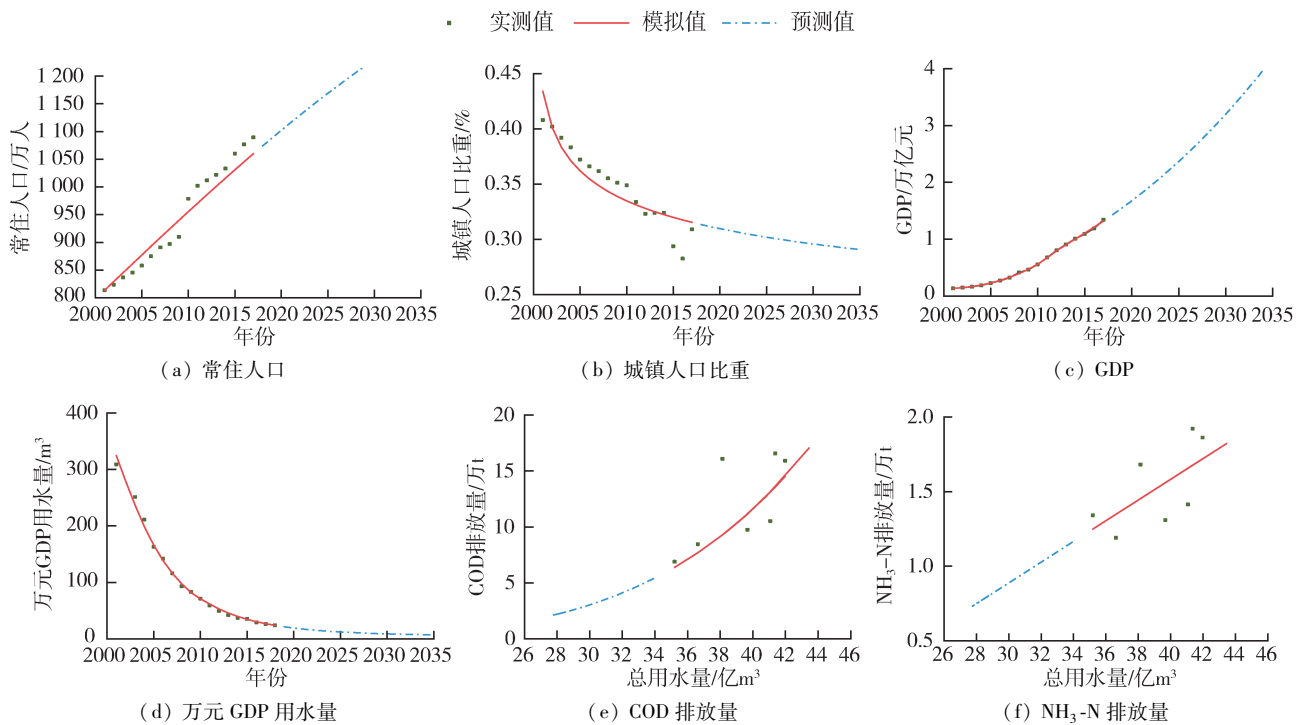 实测值 模拟值 预测值
常住人口/万人
1 200
1 150
1 100
1 050
1 000
950
900
850
800
2000 2005 2010 2015 2020 2025 2030 2035
年份
(a) 常住人口
城镇人口比重/%
0.45
0.40
0.35
0.30
0.25
2000 2005 2010 2015 2020 2025 2030 2035
年份
(b) 城镇人口比重
GDP/万亿元
4
3
2
1
0
2000 2005 2010 2015 2020 2025 2030 2035
年份
(c) GDP
万元GDP用水量/m³
400
300
200
100
0
2000 2005 2010 2015 2020 2025 2030 2035
年份
(d) 万元 GDP 用水量
COD排放量/万t
20
15
10
5
0
26 28 30 32 34 36 38 40 42 44 46
总用水量/亿m³
(e) COD 排放量
NH₃-N排放量/万t
2.0
1.5
1.0
0.5
26 28 30 32 34 36 38 40 42 44 46
总用水量/亿m³
(f) NH₃-N 排放量